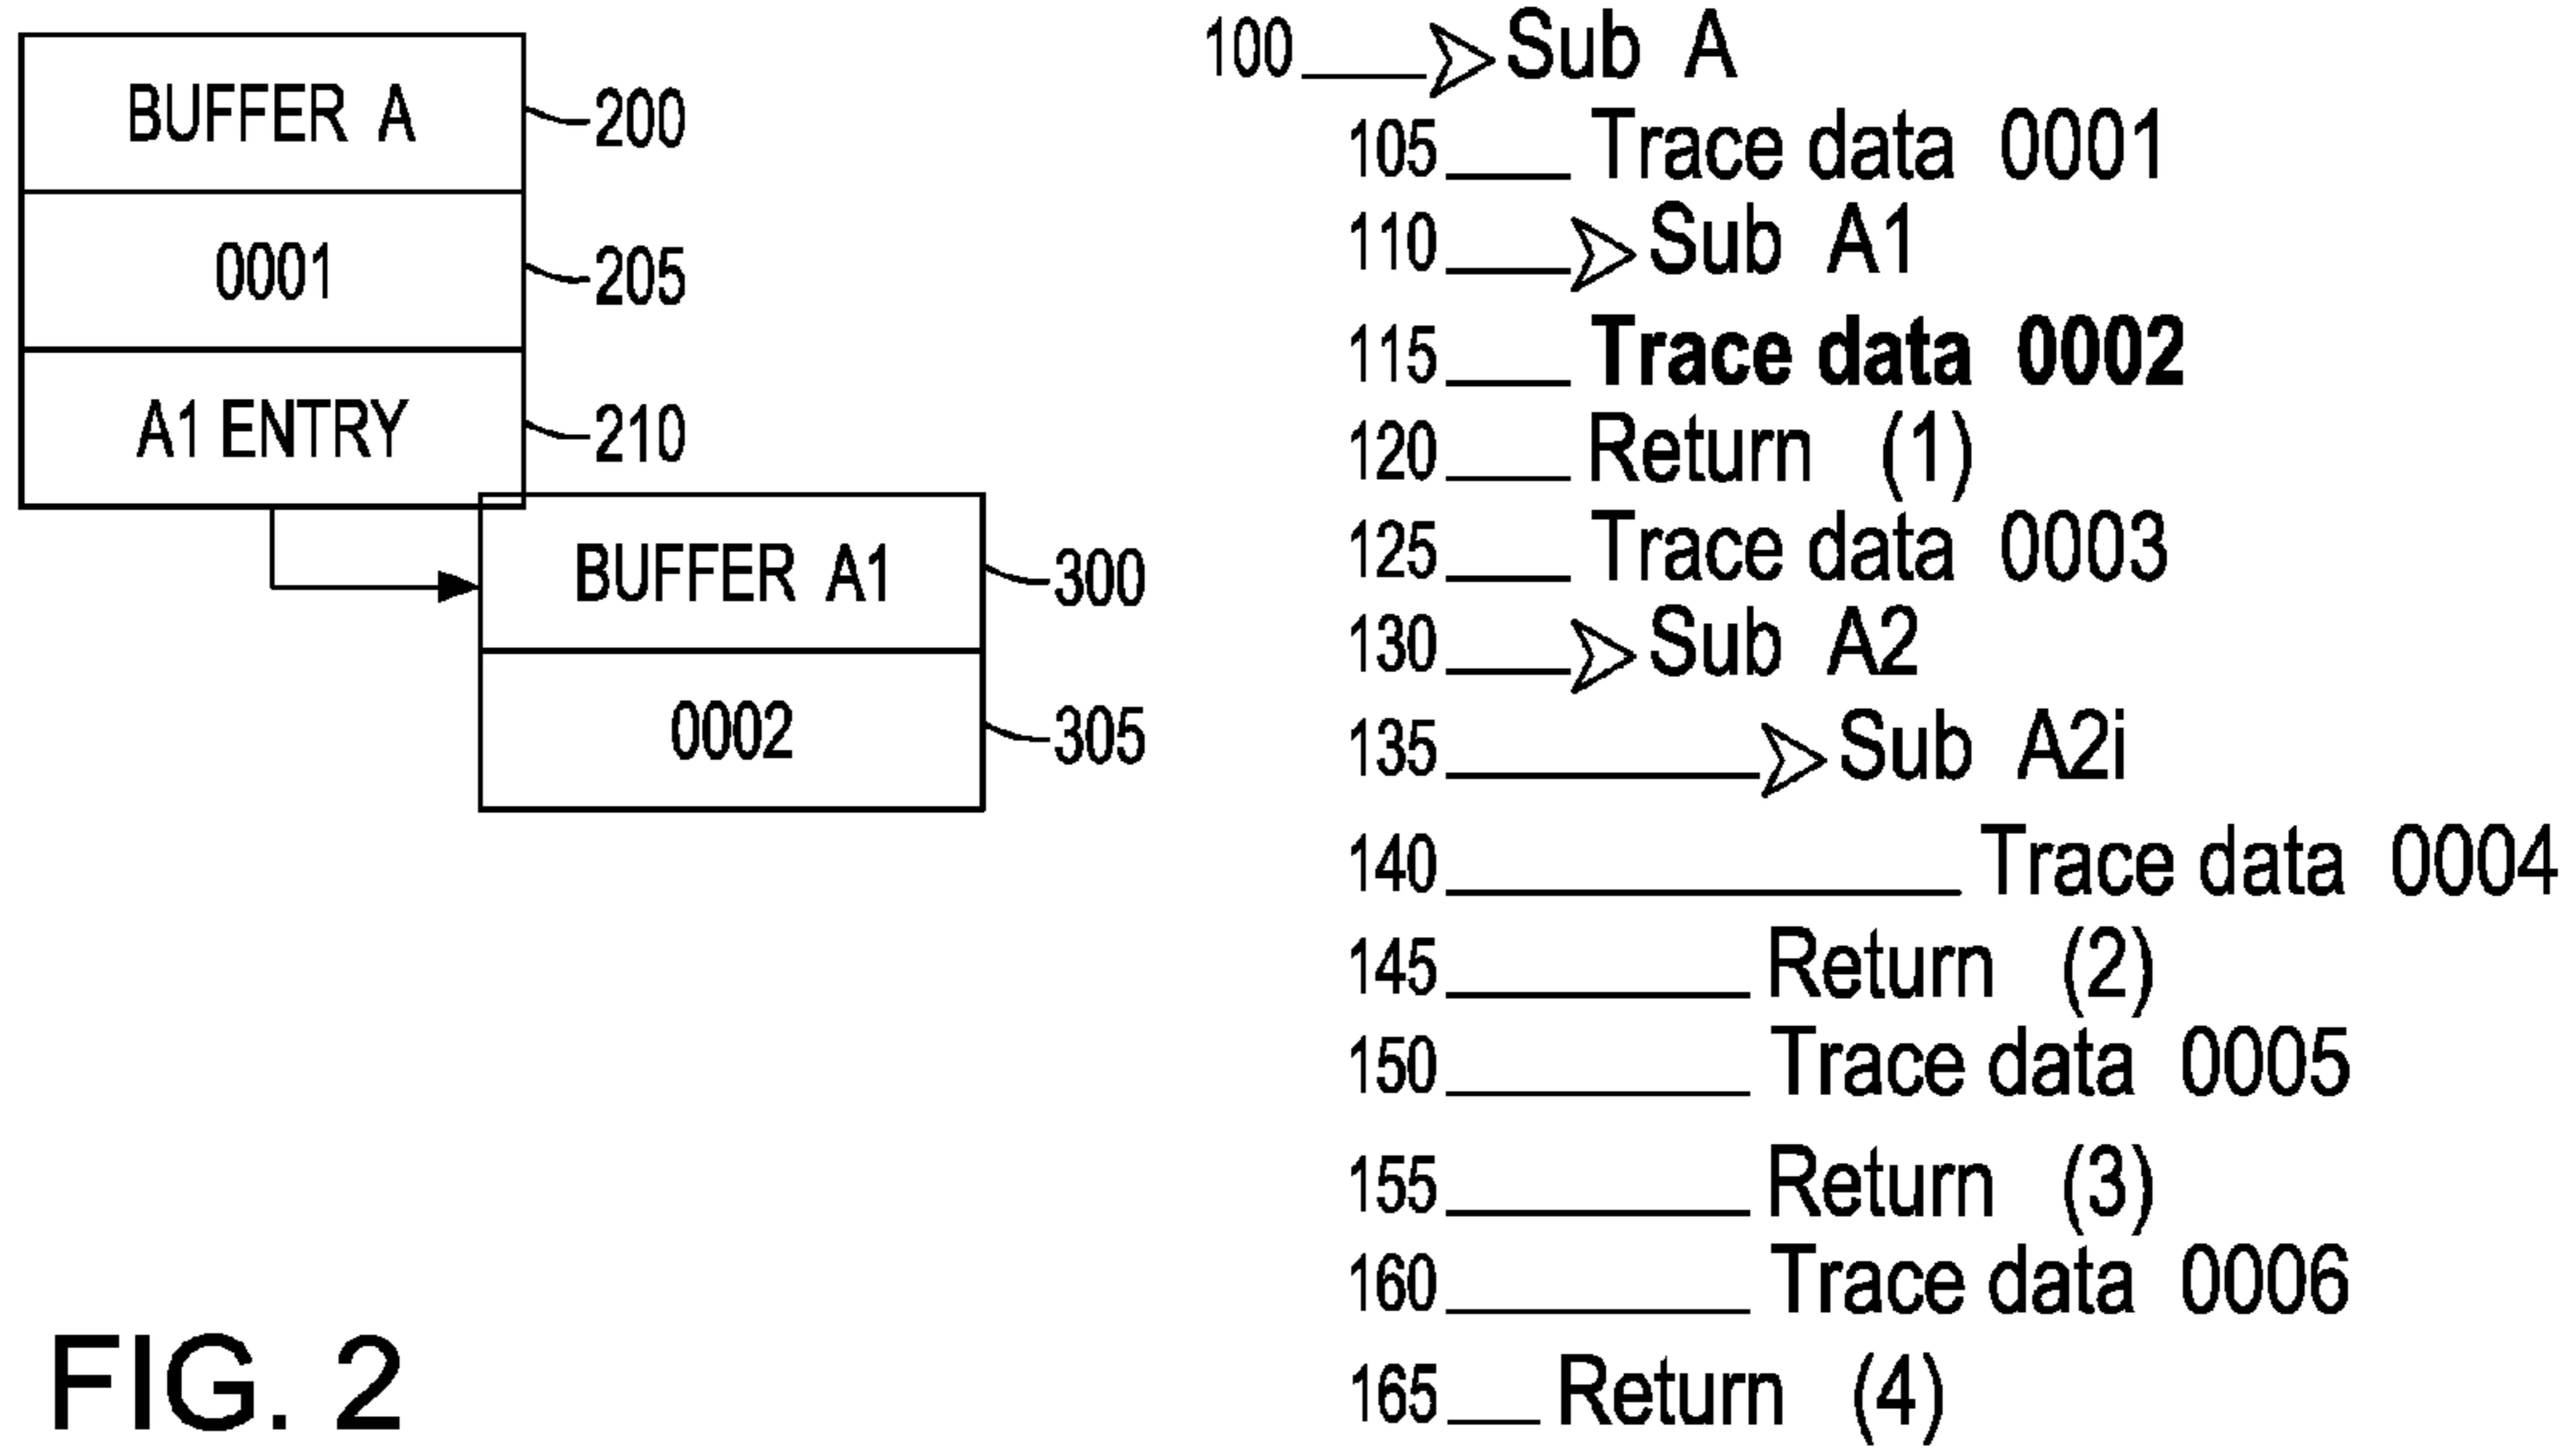 BUFFER A
200
0001
205
A1 ENTRY
210
BUFFER A1
300
0002
305
100 Sub A
105 Trace data 0001
110 Sub A1
115 Trace data 0002
120 Return (1)
125 Trace data 0003
130 Sub A2
135 Sub A2i
140 Trace data 0004
145 Return (2)
150 Trace data 0005
155 Return (3)
160 Trace data 0006
165 Return (4)
FIG. 2